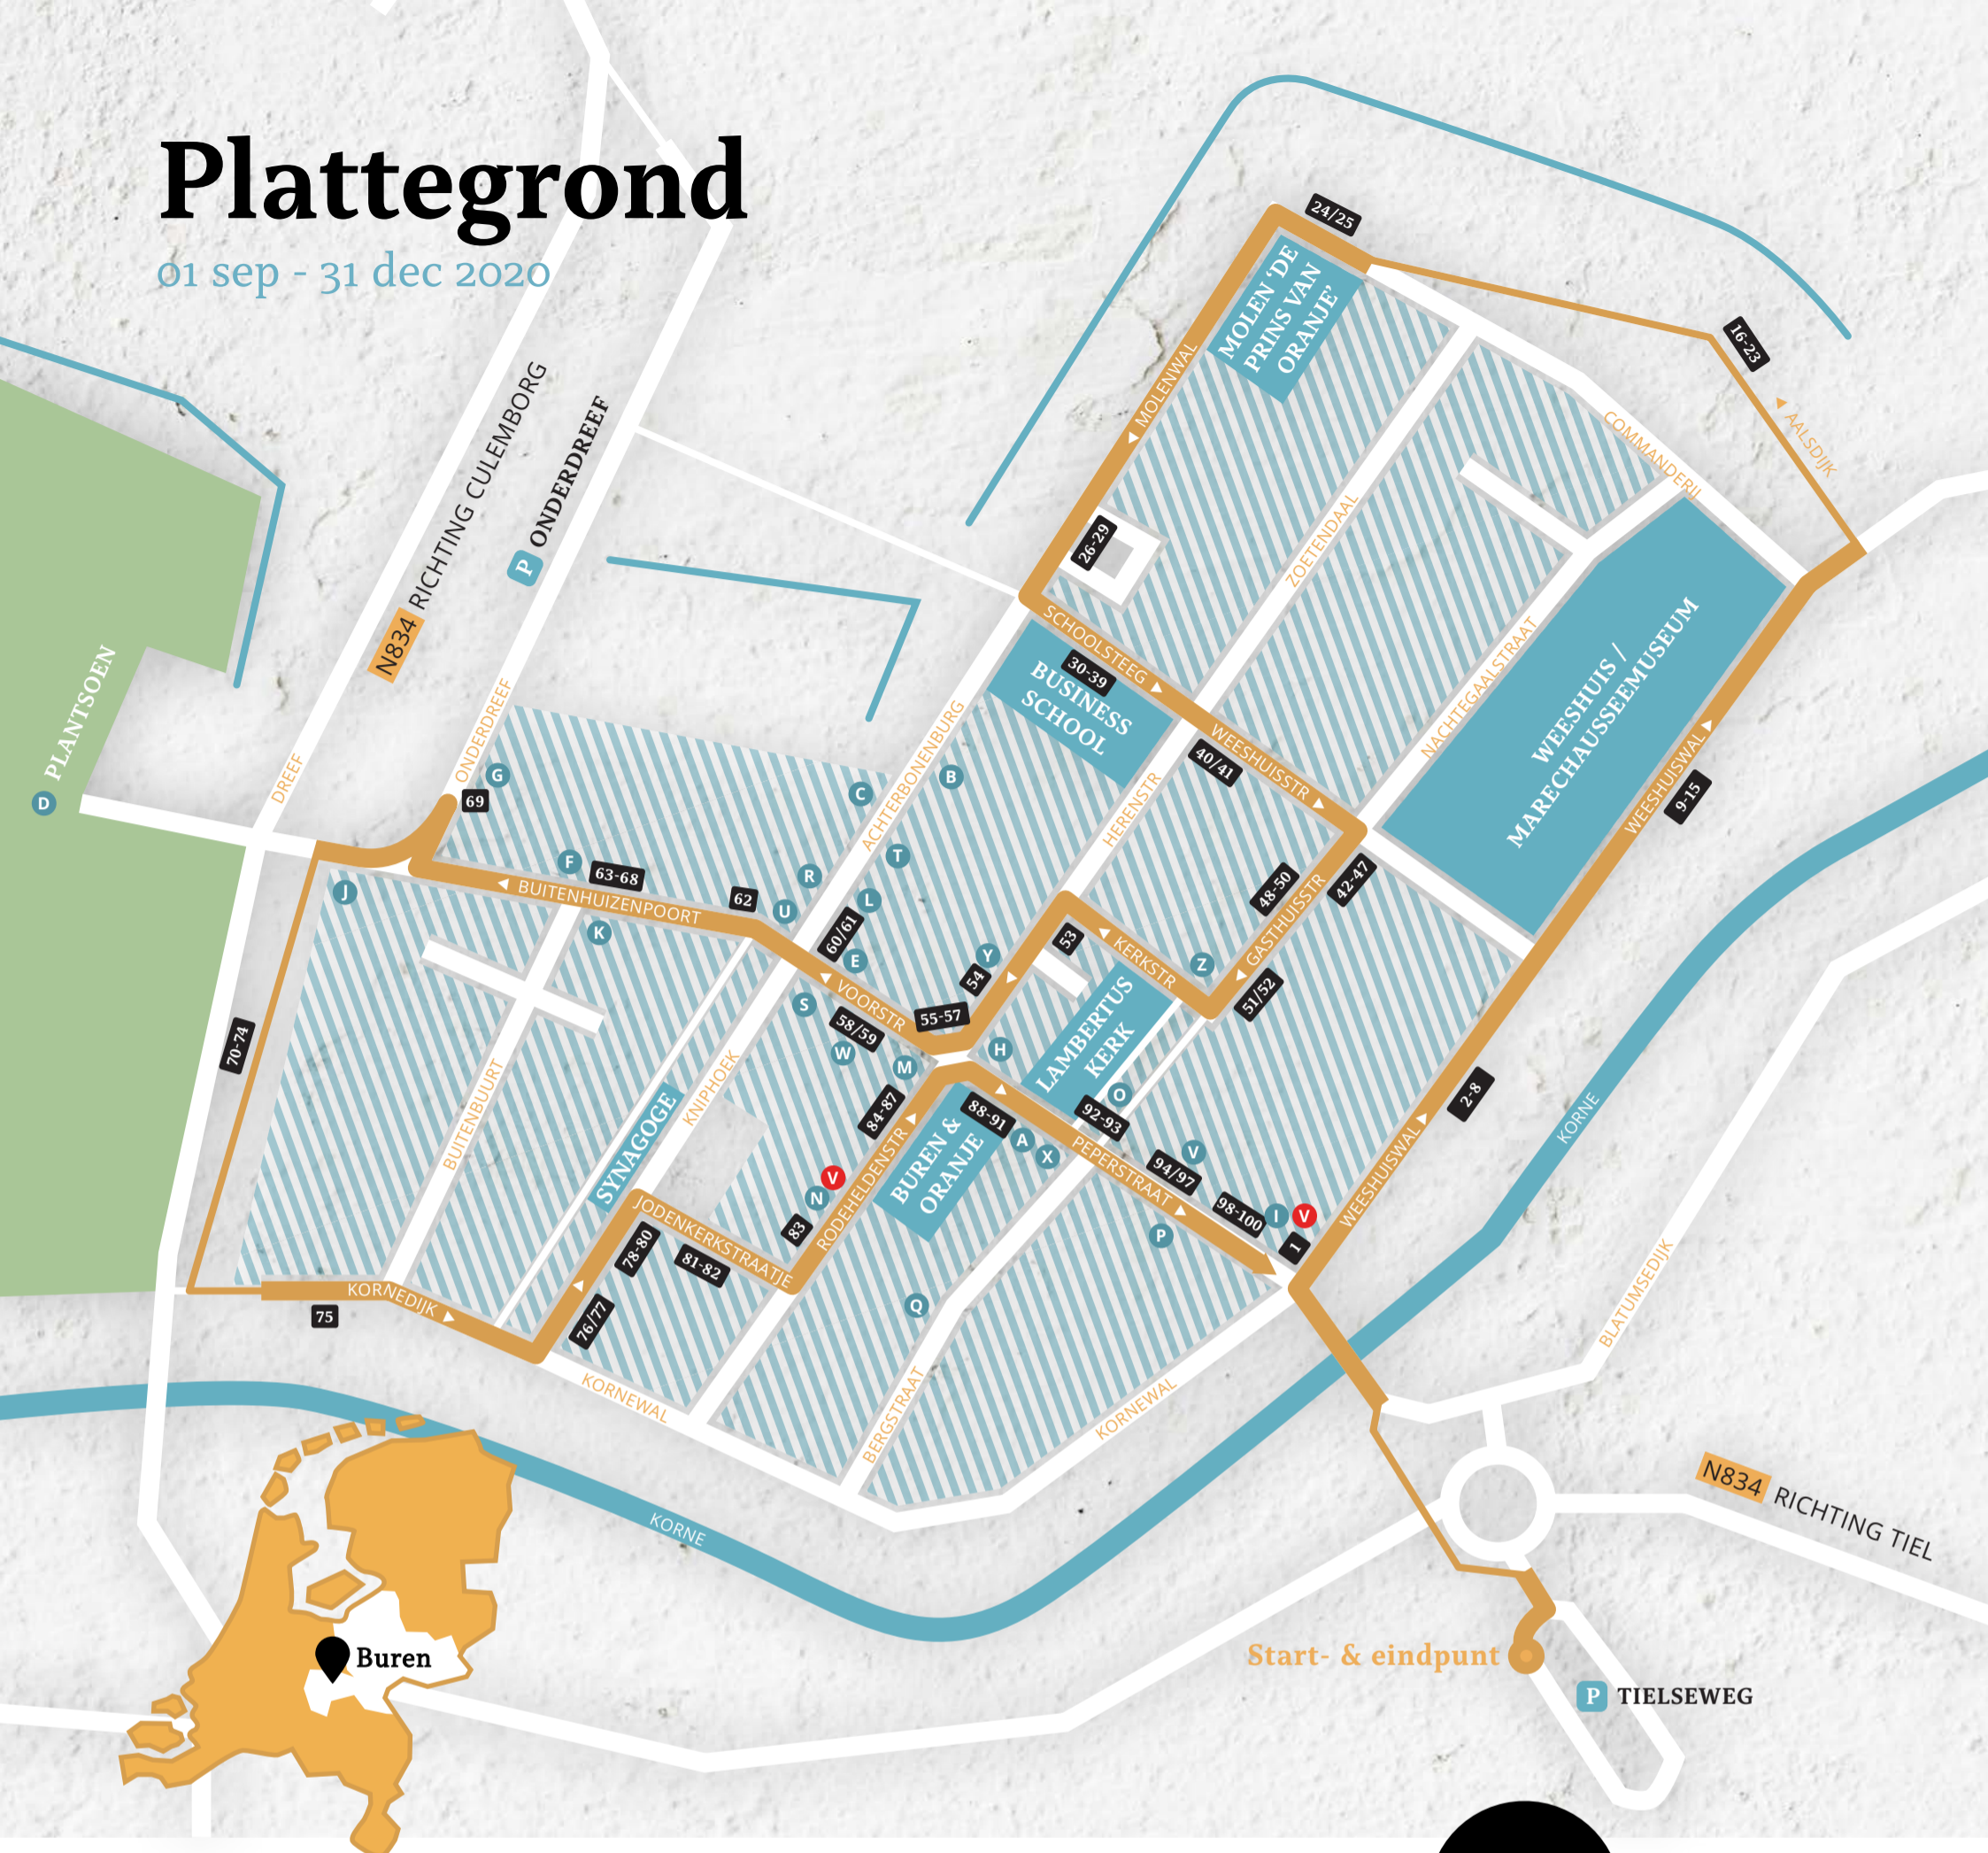 Plattegrond
01 sep - 31 dec 2020
24/25
MOLEN ‘DE
PRINS VAN
ORANJE’
16-23
◄ AALSDIJK
COMMANDERIJ
◄ MOLENWAL
N834 RICHTING CULEMBORG
P ONDERDREEF
ZOETENDAAL
26-29
SCHOOLSTEEG ►
30-39
BUSINESS
SCHOOL
WEESHUIS /
MARECHAUSSEEMUSEUM
NACHTEGAALSTRAAT
PLANTSOEN
D
DREEF
ONDERDREEF
G
69
C
B
ACHTERBONENBURG
HERENSTR
WEESHUISSTR ►
40/41
WEESHUISWAL ►
9-15
J
F
63-68
◄ BUITENHUIZENPOORT
K
62
R
U
T
L
60/61
E
Y
54
53
◄ KERKSTR
Z
48-50
42-47
◄ GASTHUISSTR
51/52
S
◄ VOORSTR
58/59
55-57
W
M
H
LAMBERTUS
KERK
O
70-74
BUITENBUURT
KNIPHOEK
SYNAGOGE
84-87
88-91
BUREN &
ORANJE
A
X
92-93
PEPERSTRAAT ►
94/97
V
98-100
I
V
1
P
2-8
WEESHUISWAL ►
KORNE
BLATUMSEDIJK
V
N
83
RODEHELDENSTR ►
JODENKERKSTRAATJE
78-80
81-82
76/77
KORNEDIJK ►
75
Q
KORNEWAL
BERGSTRAAT
KORNEWAL
KORNE
N834 RICHTING TIEL
Buren
Start- & eindpunt
P TIELSEWEG